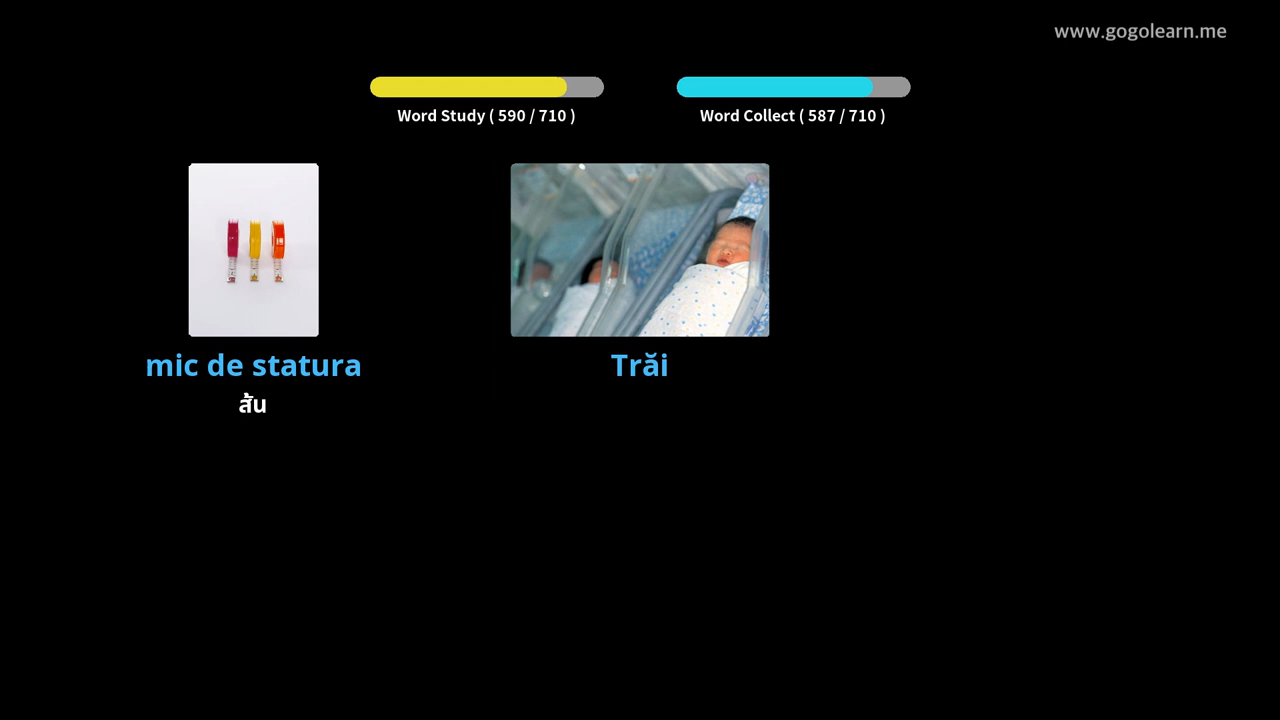 www.gogolearn.me
Word Study ( 590 / 710 )
Word Collect ( 587 / 710 )
mic de statura
สั้น
Trăi